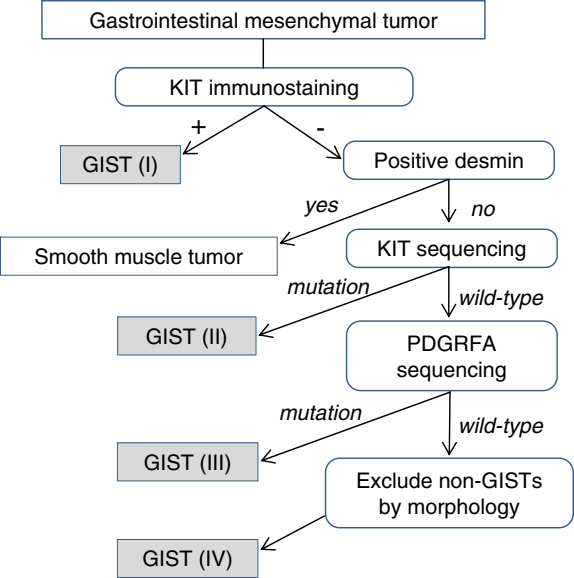 Gastrointestinal mesenchymal tumor
KIT immunostaining
+
-
GIST (I)
Positive desmin
yes
no
Smooth muscle tumor
KIT sequencing
mutation
wild-type
GIST (II)
PDGRFA
sequencing
mutation
wild-type
GIST (III)
Exclude non-GISTs
by morphology
GIST (IV)